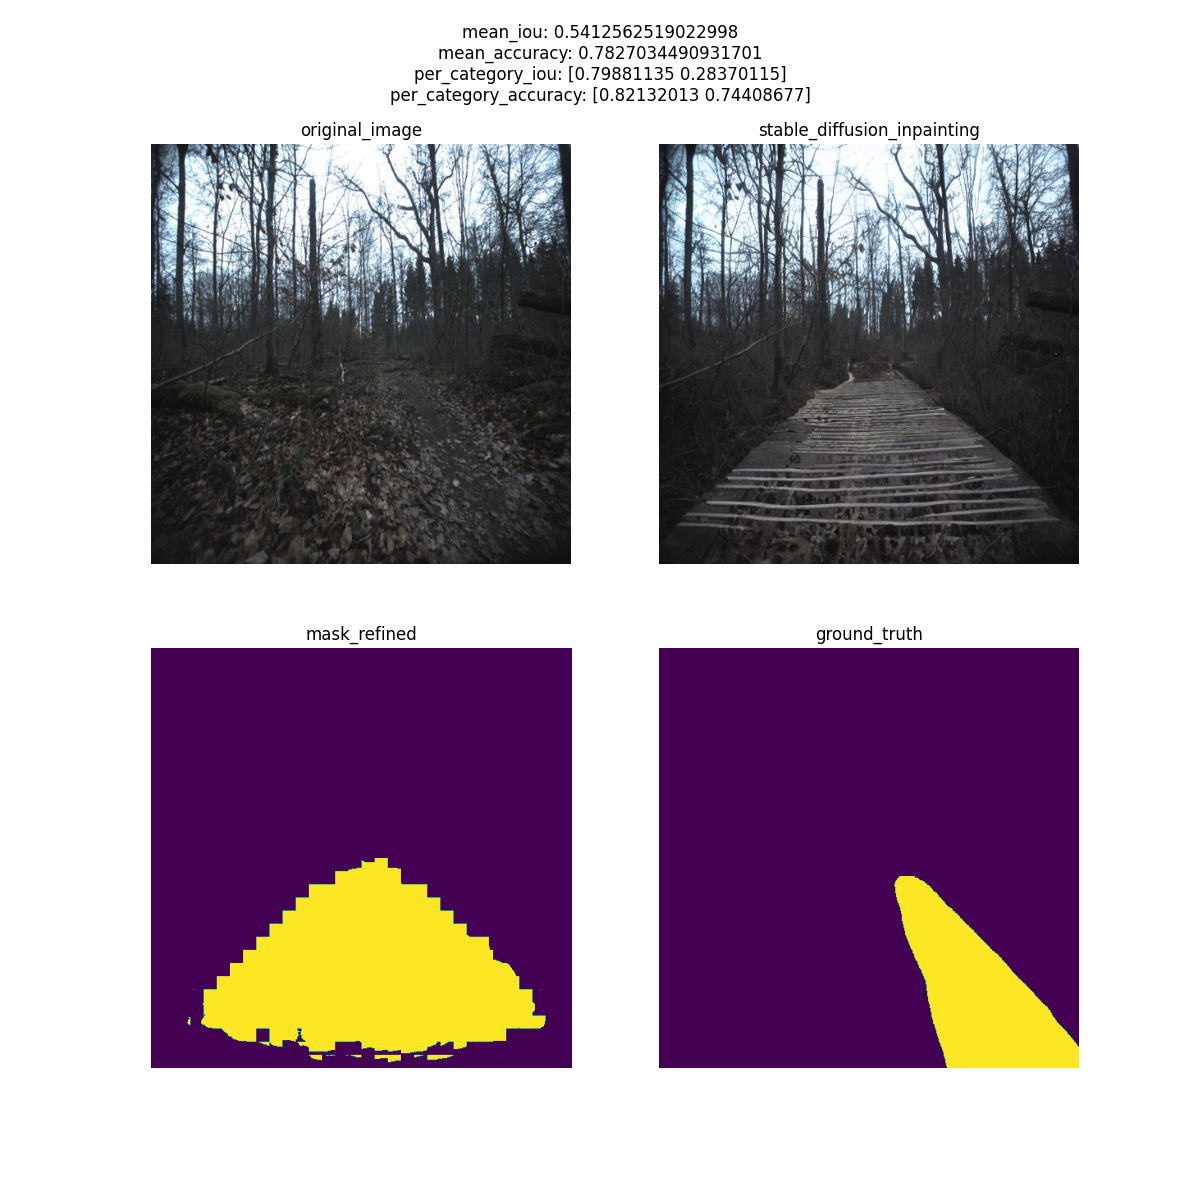 mean_iou: 0.5412562519022998
mean_accuracy: 0.7827034490931701
per_category_iou: [0.79881135 0.28370115]
per_category_accuracy: [0.82132013 0.74408677]
original_image
stable_diffusion_inpainting
mask_refined
ground_truth